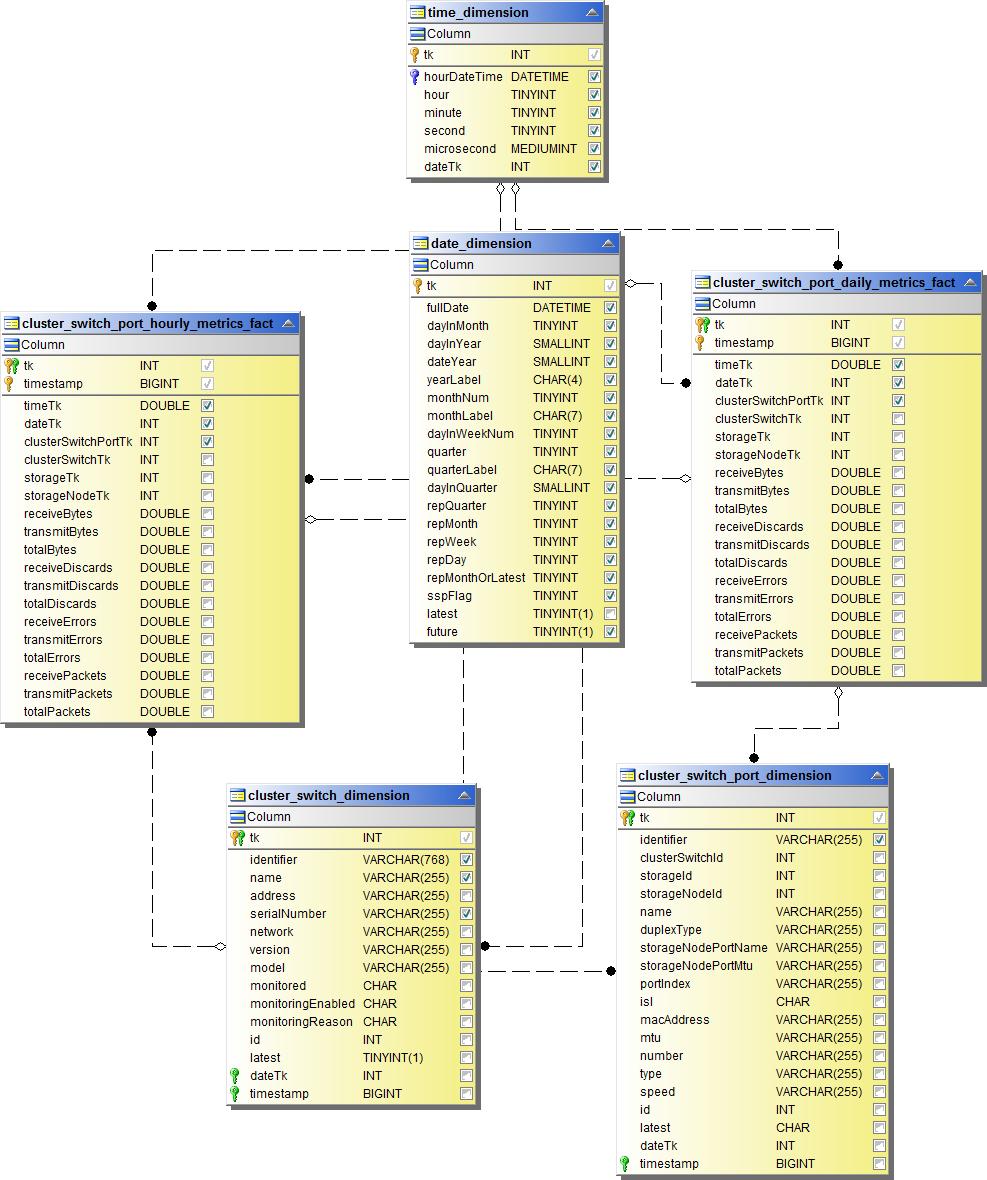 time_dimension
Column
tk INT
hourDateTime DATETIME
hour TINYINT
minute TINYINT
second TINYINT
microsecond MEDIUMINT
dateTk INT
date_dimension
Column
tk INT
fullDate DATETIME
dayInMonth TINYINT
dayInYear SMALLINT
dateYear SMALLINT
yearLabel CHAR(4)
monthNum TINYINT
monthLabel CHAR(7)
dayInWeekNum TINYINT
quarter TINYINT
quarterLabel CHAR(7)
dayInQuarter SMALLINT
repQuarter TINYINT
repMonth TINYINT
repWeek TINYINT
repDay TINYINT
repMonthOrLatest TINYINT
sspFlag TINYINT
latest TINYINT(1)
future TINYINT(1)
cluster_switch_port_daily_metrics_fact
Column
tk INT
timestamp BIGINT
timeTk DOUBLE
dateTk INT
clusterSwitchPortTk INT
clusterSwitchTk INT
storageTk INT
storageNodeTk INT
receiveBytes DOUBLE
transmitBytes DOUBLE
totalBytes DOUBLE
receiveDiscards DOUBLE
transmitDiscards DOUBLE
totalDiscards DOUBLE
receiveErrors DOUBLE
transmitErrors DOUBLE
totalErrors DOUBLE
receivePackets DOUBLE
transmitPackets DOUBLE
totalPackets DOUBLE
cluster_switch_port_hourly_metrics_fact
Column
tk INT
timestamp BIGINT
timeTk DOUBLE
dateTk INT
clusterSwitchPortTk INT
clusterSwitchTk INT
storageTk INT
storageNodeTk INT
receiveBytes DOUBLE
transmitBytes DOUBLE
totalBytes DOUBLE
receiveDiscards DOUBLE
transmitDiscards DOUBLE
totalDiscards DOUBLE
receiveErrors DOUBLE
transmitErrors DOUBLE
totalErrors DOUBLE
receivePackets DOUBLE
transmitPackets DOUBLE
totalPackets DOUBLE
cluster_switch_dimension
Column
tk INT
identifier VARCHAR(768)
name VARCHAR(255)
address VARCHAR(255)
serialNumber VARCHAR(255)
network VARCHAR(255)
version VARCHAR(255)
model VARCHAR(255)
monitored CHAR
monitoringEnabled CHAR
monitoringReason CHAR
id INT
latest TINYINT(1)
dateTk INT
timestamp BIGINT
cluster_switch_port_dimension
Column
tk INT
identifier VARCHAR(255)
clusterSwitchId INT
storageId INT
storageNodeId INT
name VARCHAR(255)
duplexType VARCHAR(255)
storageNodePortName VARCHAR(255)
storageNodePortMtu VARCHAR(255)
portIndex VARCHAR(255)
isl CHAR
macAddress VARCHAR(255)
mtu VARCHAR(255)
number VARCHAR(255)
type VARCHAR(255)
speed VARCHAR(255)
id INT
latest CHAR
dateTk INT
timestamp BIGINT